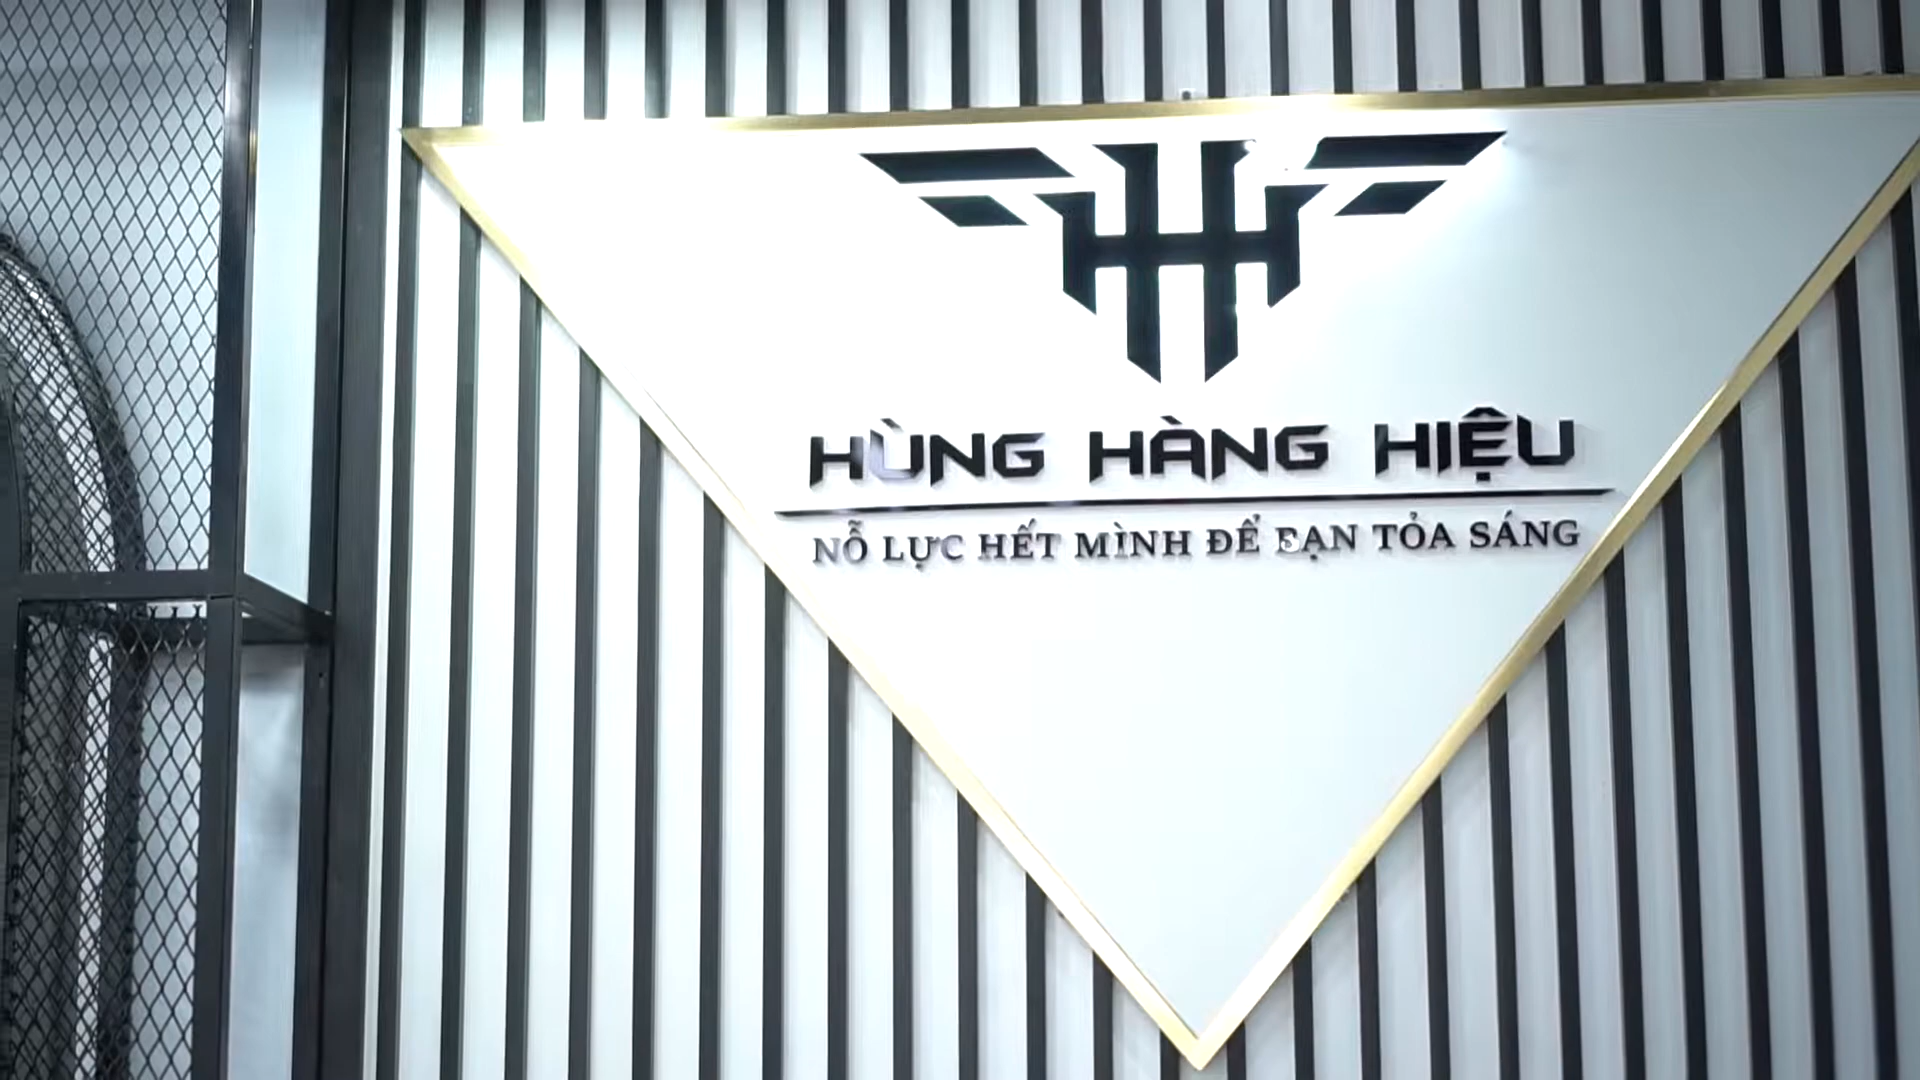 HÙNG HÀNG HIỆU
NỖ LỰC HẾT MÌNH ĐỂ BẠN TỎA SÁNG